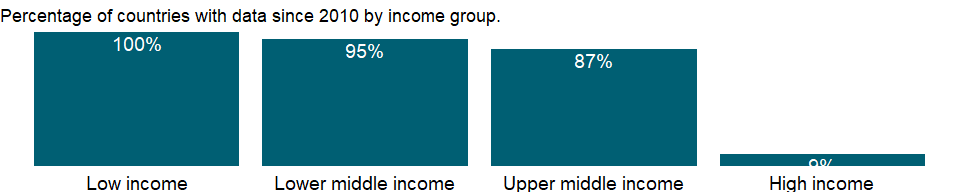 Percentage of countries with data since 2010 by income group.
100%
95%
87%
9%
Low income
Lower middle income
Upper middle income
High income